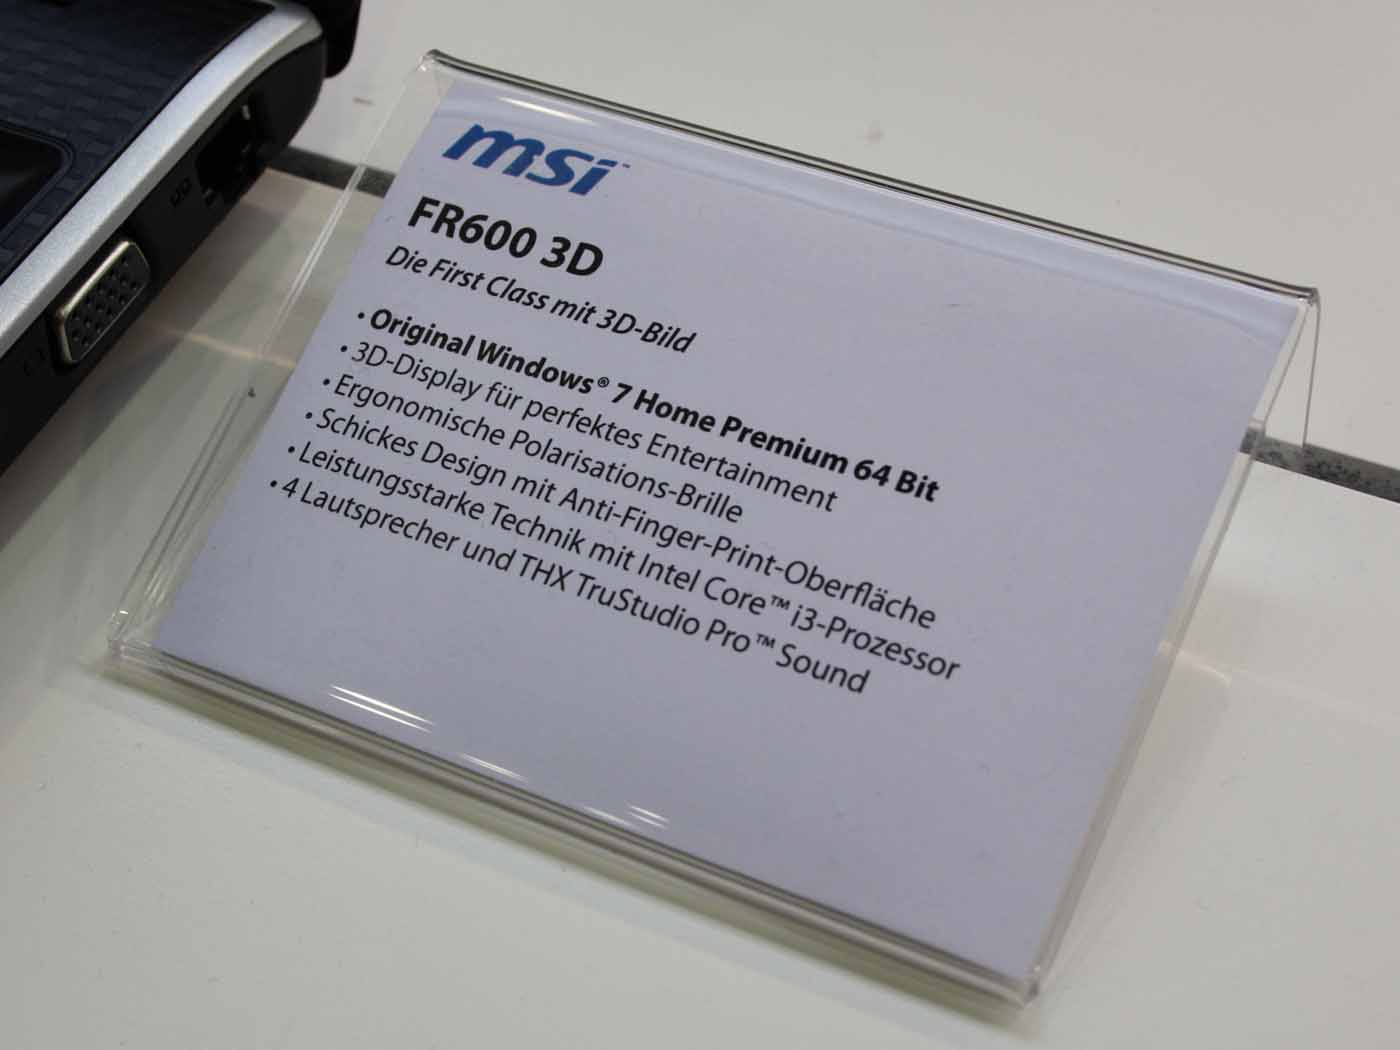 msi™
FR600 3D
Die First Class mit 3D-Bild
• Original Windows® 7 Home Premium 64 Bit
• 3D-Display für perfektes Entertainment
• Ergonomische Polarisations-Brille
• Schickes Design mit Anti-Finger-Print-Oberfläche
• Leistungsstarke Technik mit Intel Core™ i3-Prozessor
• 4 Lautsprecher und THX TruStudio Pro™ Sound